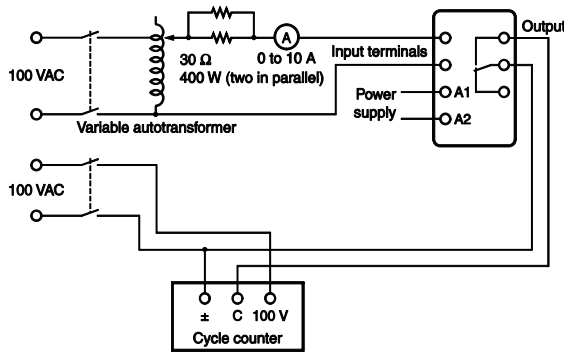 100 VAC
30 Ω
400 W (two in parallel)
A
0 to 10 A
Variable autotransformer
Input terminals
Output
Power
supply
A1
A2
100 VAC
± C 100 V
Cycle counter